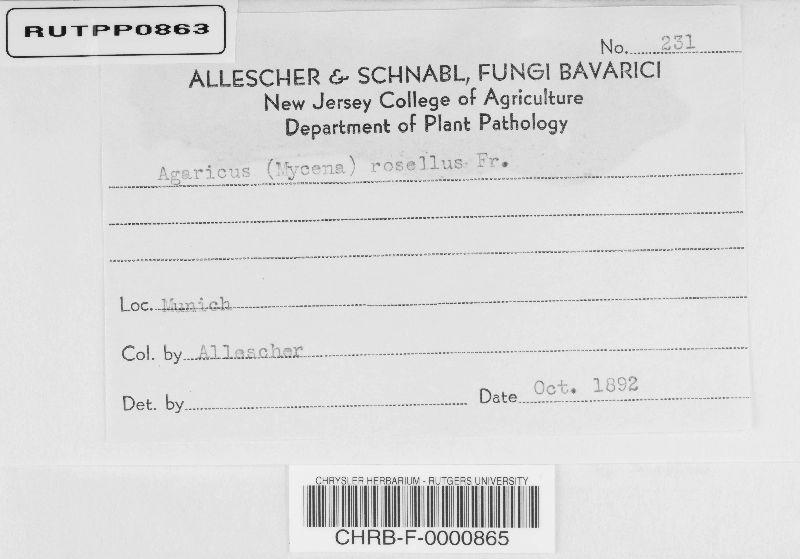 RUTPP0863
No. 231
ALLESCHER & SCHNABL, FUNGI BAVARICI
New Jersey College of Agriculture
Department of Plant Pathology
Agaricus (Mycena) rosellus Fr.
Loc. Munich
Col. by Allescher
Det. by
Date Oct. 1892
CHRYSLER HERBARIUM - RUTGERS UNIVERSITY
CHRB-F-0000865